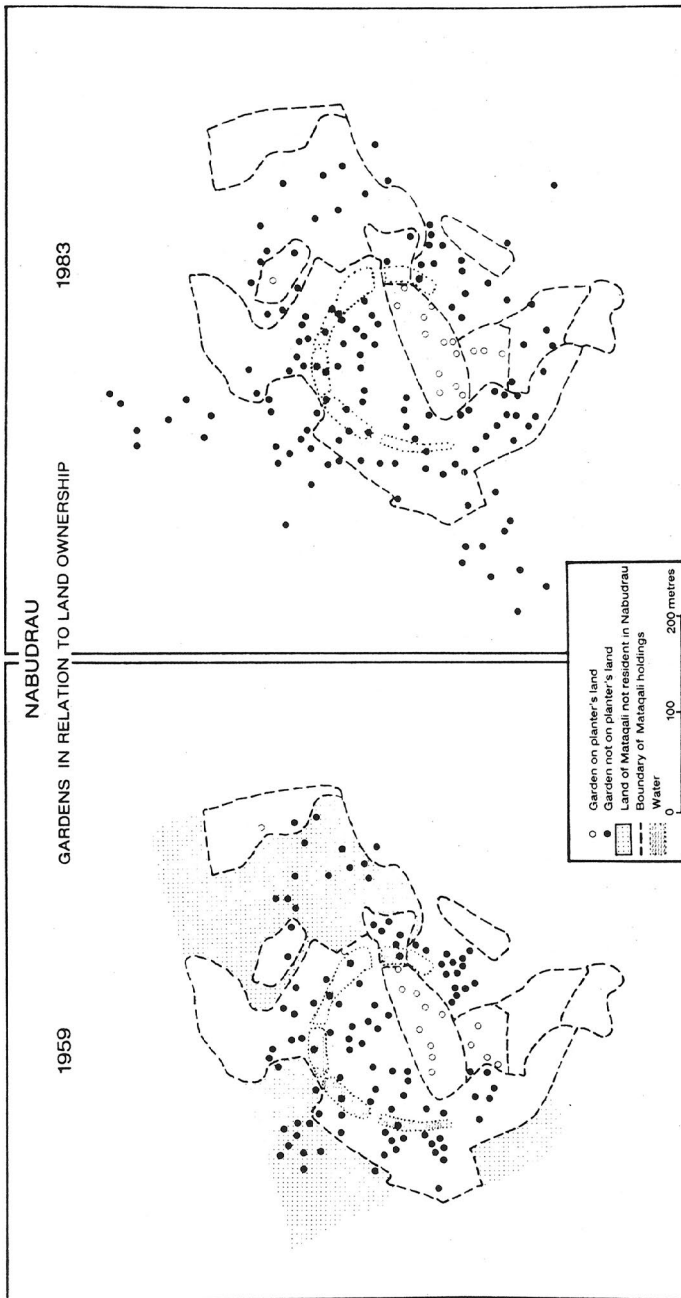 NABUDRAU
GARDENS IN RELATION TO LAND OWNERSHIP
1959
1983
Garden on planter's land
Garden not on planter's land
Land of Mataqali not resident in Nabudrau
Boundary of Mataqali holdings
Water
0 100 200 metres